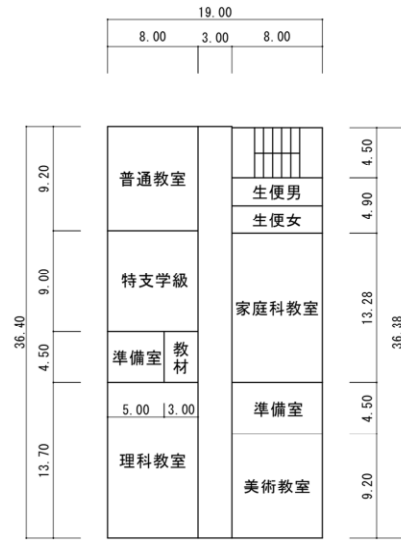 19.00
8.00 3.00 8.00
36.40
9.20
9.00
4.50
13.70
普通教室
特支学級
準備室
教材
5.00 3.00
理科教室
生便男
生便女
家庭科教室
準備室
美術教室
4.50
4.90
13.28
4.50
9.20
36.38